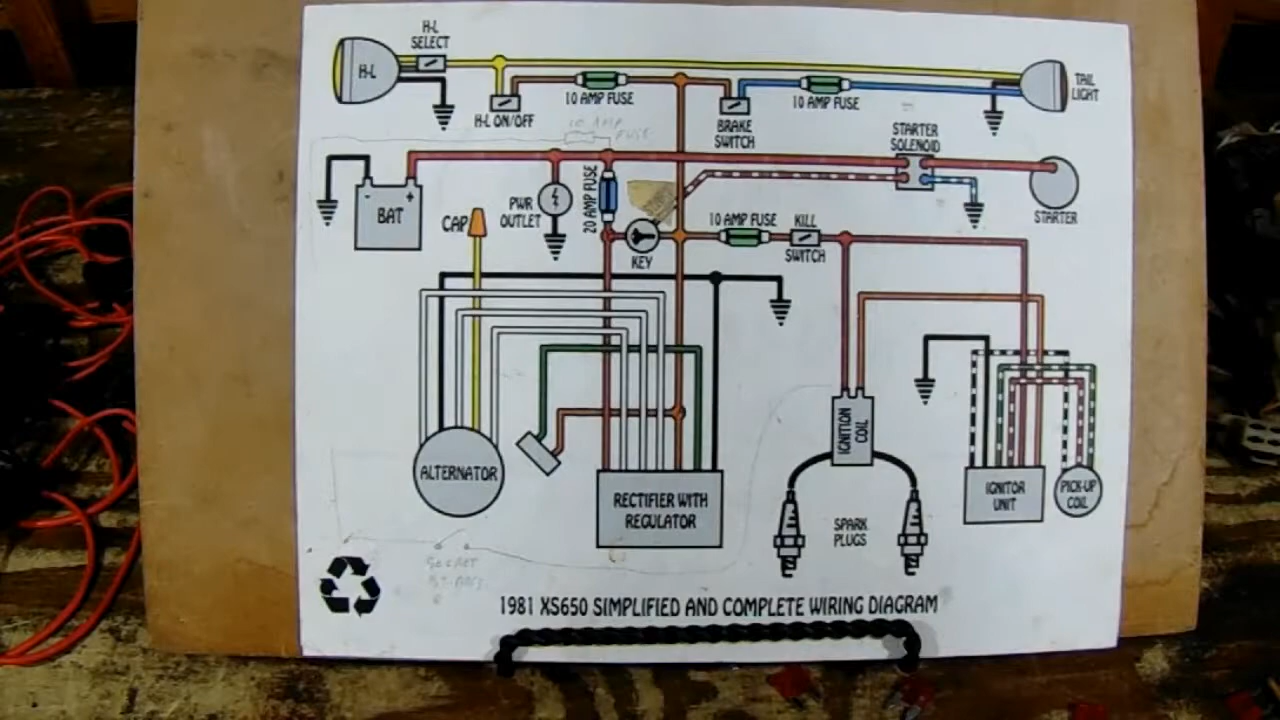 H-L
SELECT
H-L
10 AMP FUSE
10 AMP FUSE
TAIL
LIGHT
H-L ON/OFF
BRAKE
SWITCH
10 AMP
FUSE
STARTER
SOLENOID
BAT
- +
CAP
PWR
OUTLET
20 AMP FUSE
KEY
10 AMP FUSE
KILL
SWITCH
STARTER
ALTERNATOR
RECTIFIER WITH
REGULATOR
IGNITION
COIL
SPARK
PLUGS
IGNITOR
UNIT
PICK-UP
COIL
SECRET
1981 XS650 SIMPLIFIED AND COMPLETE WIRING DIAGRAM